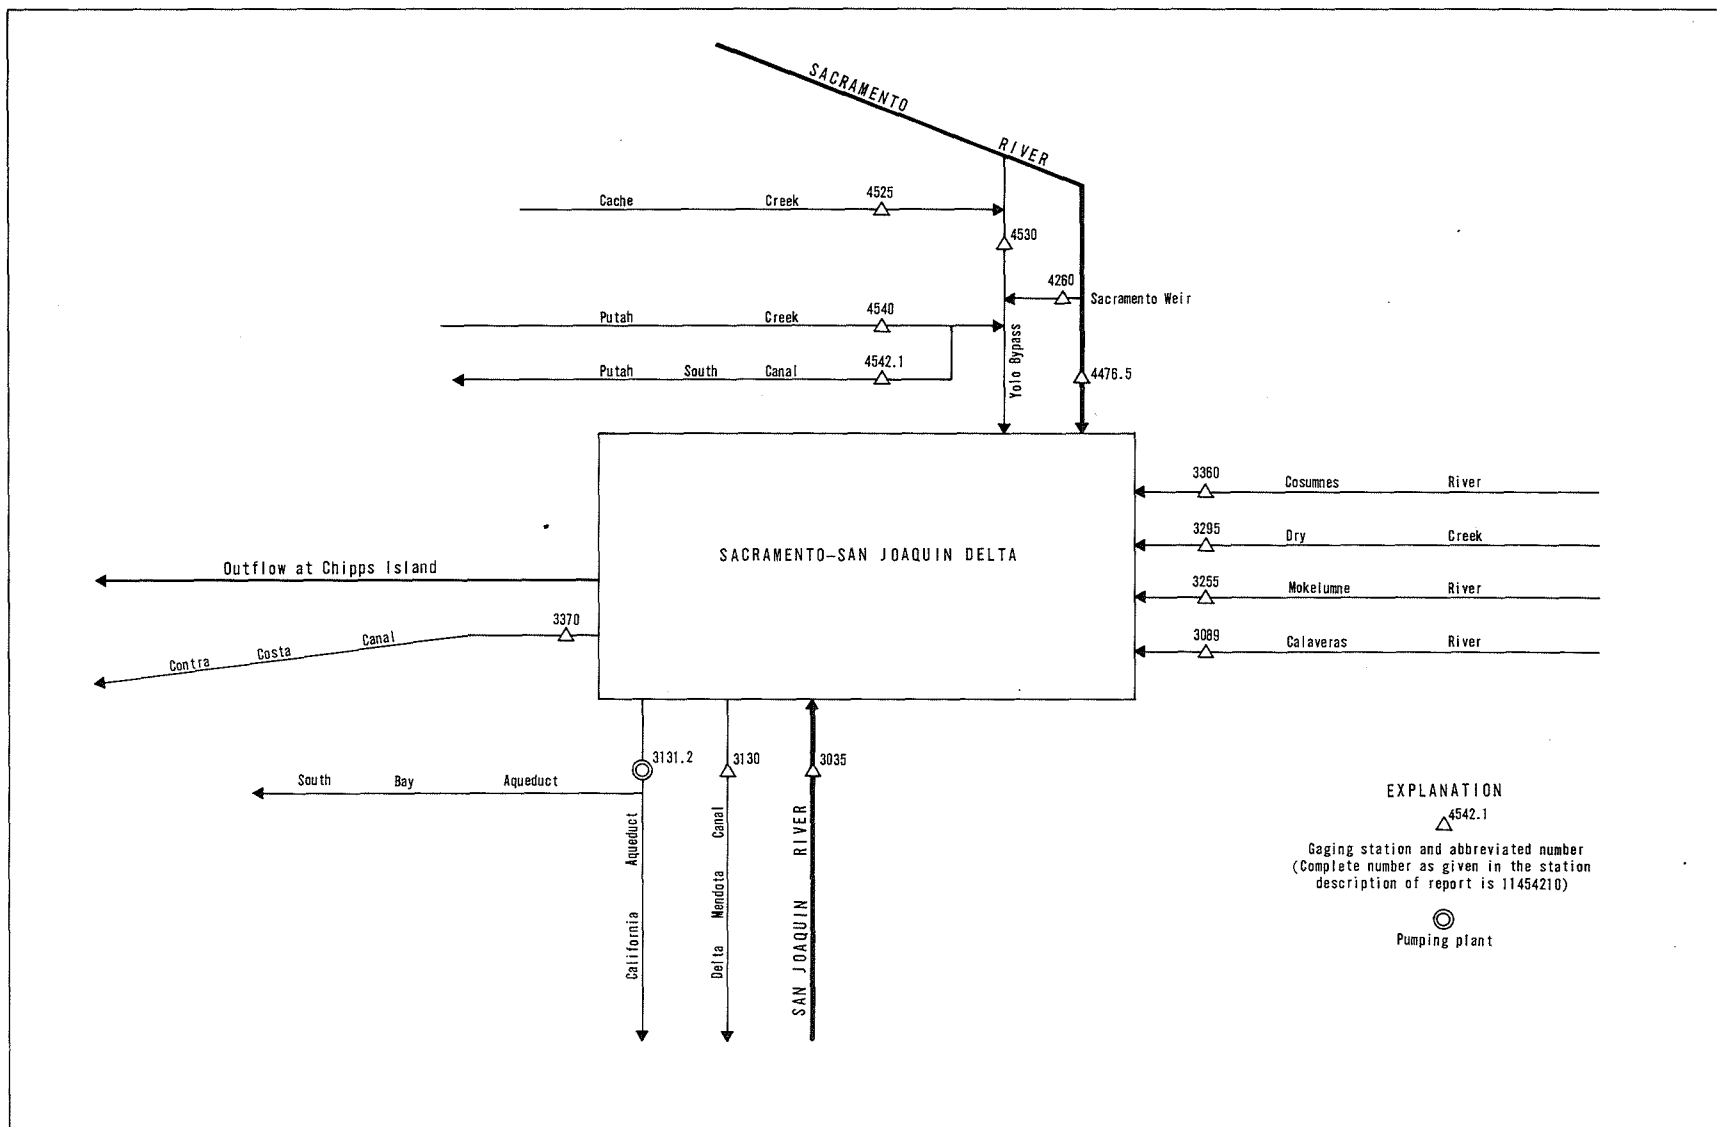 SACRAMENTO RIVER
Cache Creek 4525
4530
4260
Sacramento Weir
Putah Creek 4540
Yolo Bypass
Putah South Canal 4542.1
4476.5
3360
Cosumnes River
3295
Dry Creek
SACRAMENTO–SAN JOAQUIN DELTA
Outflow at Chipps Island
3255
Mokelumne River
3370
Contra Costa Canal
3089
Calaveras River
3131.2
3130
3035
South Bay Aqueduct
California Aqueduct
Delta Mendota Canal
SAN JOAQUIN RIVER
EXPLANATION
4542.1
Gaging station and abbreviated number
(Complete number as given in the station
description of report is 11454210)
Pumping plant